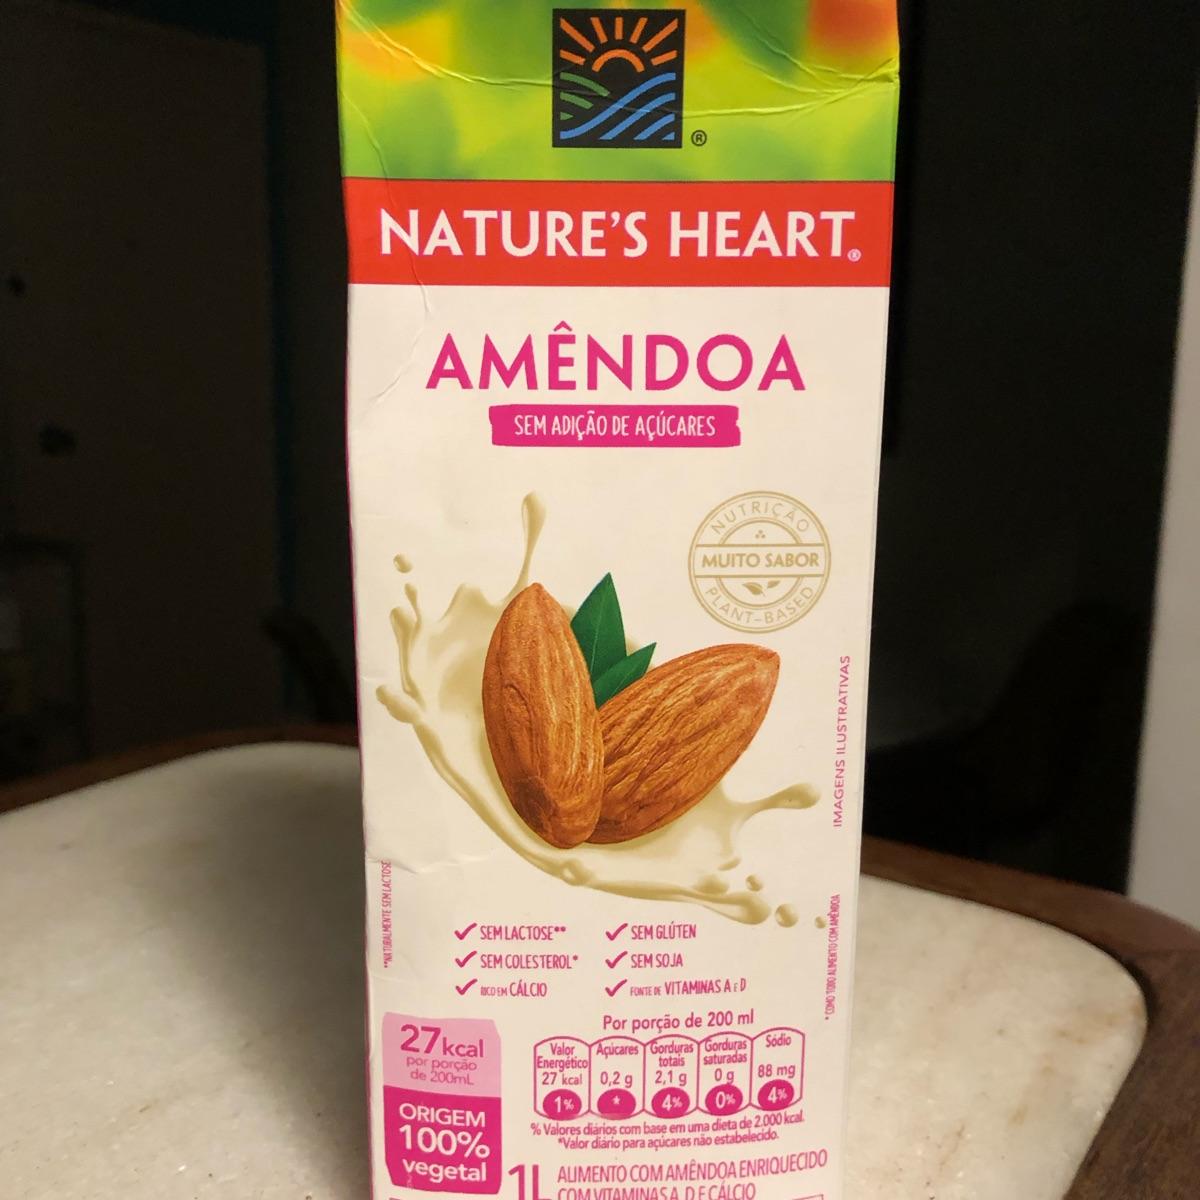 ®
NATURE'S HEART®
AMÊNDOA
SEM ADIÇÃO DE AÇÚCARES
NUTRIÇÃO
MUITO SABOR
PLANT-BASED
IMAGENS ILUSTRATIVAS
**NATURALMENTE SEM LACTOSE
* COMO TODO ALIMENTO COM AMÊNDOA
✓ SEM LACTOSE** ✓ SEM GLÚTEN
✓ SEM COLESTEROL* ✓ SEM SOJA
✓ RICO EM CÁLCIO ✓ FONTE DE VITAMINAS A E D
27kcal
por porção
de 200mL
ORIGEM
100%
vegetal
Por porção de 200 ml
Valor Energético 27 kcal 1%
Açúcares 0,2 g *
Gorduras totais 2,1 g 4%
Gorduras saturadas 0 g 0%
Sódio 88 mg 4%
% Valores diários com base em uma dieta de 2.000 kcal.
*Valor diário para açúcares não estabelecido.
1L
ALIMENTO COM AMÊNDOA ENRIQUECIDO
COM VITAMINAS A, D E CÁLCIO